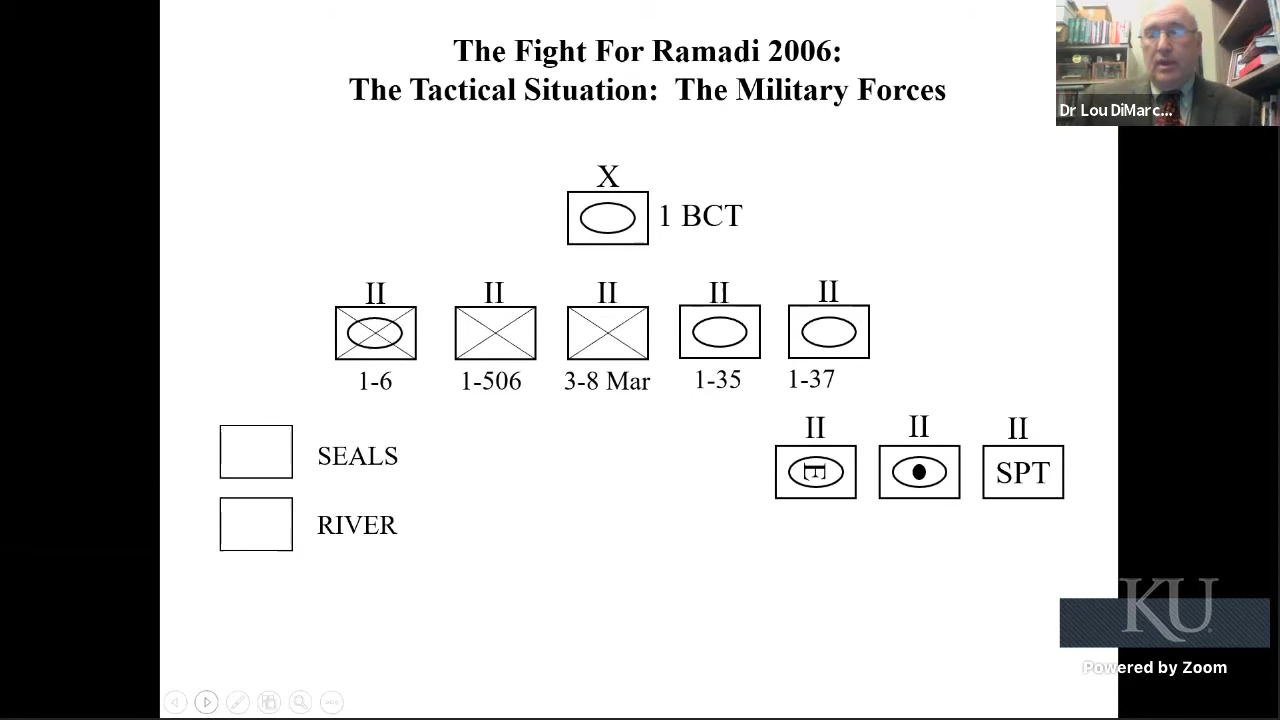 The Fight For Ramadi 2006:
The Tactical Situation: The Military Forces
Dr Lou DiMarc...
X
1 BCT
II II II II II
1-6 1-506 3-8 Mar 1-35 1-37
II II II
E SPT
SEALS
RIVER
KU
Powered by Zoom